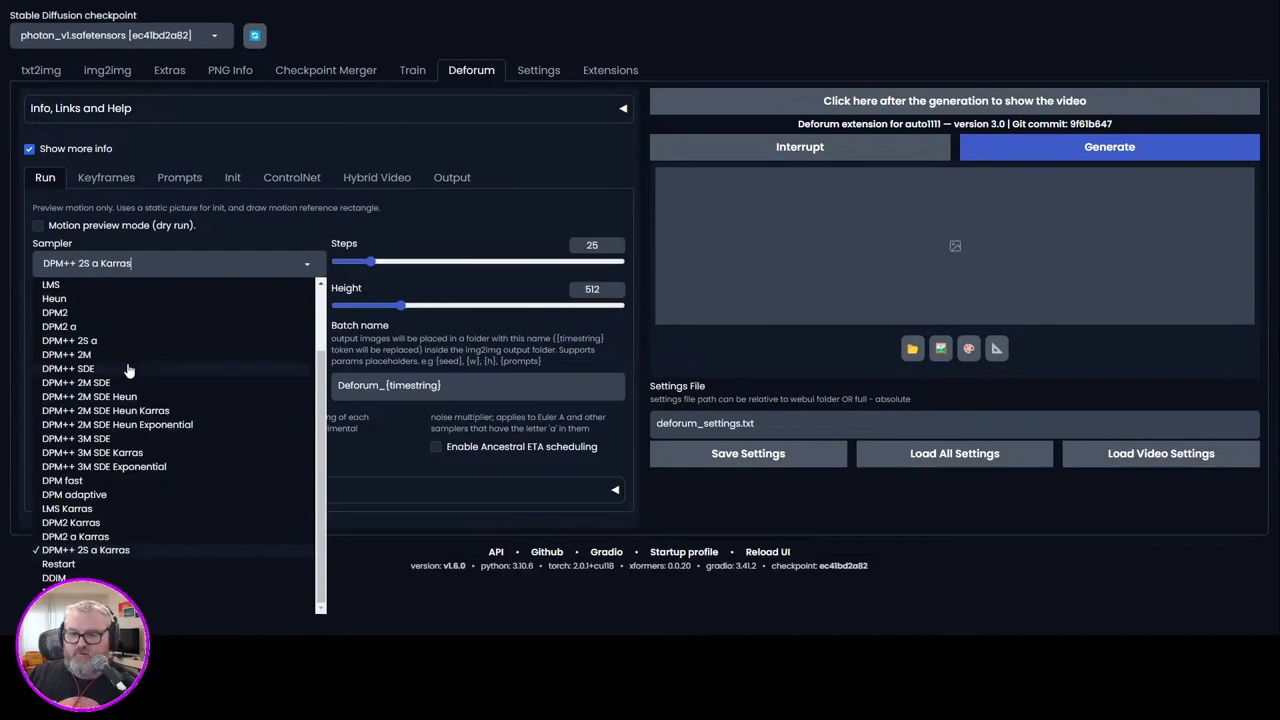 Stable Diffusion checkpoint
photon_v1.safetensors [ec41bd2a82]
txt2img img2img Extras PNG Info Checkpoint Merger Train Deforum Settings Extensions
Info, Links and Help
Click here after the generation to show the video
Deforum extension for auto1111 — version 3.0 | Git commit: 9f61b647
Show more info
Interrupt Generate
Run Keyframes Prompts Init ControlNet Hybrid Video Output
Preview motion only. Uses a static picture for init, and draw motion reference rectangle.
Motion preview mode (dry run).
Sampler
DPM++ 2S a Karras
Steps 25
Height 512
Batch name
output images will be placed in a folder with this name ({timestring}
token will be replaced) inside the img2img output folder. Supports
params placeholders. e.g {seed}, {w}, {h}, {prompts}
Deforum_{timestring}
LMS
Heun
DPM2
DPM2 a
DPM++ 2S a
DPM++ 2M
DPM++ SDE
DPM++ 2M SDE
DPM++ 2M SDE Heun
DPM++ 2M SDE Heun Karras
DPM++ 2M SDE Heun Exponential
DPM++ 3M SDE
DPM++ 3M SDE Karras
DPM++ 3M SDE Exponential
DPM fast
DPM adaptive
LMS Karras
DPM2 Karras
DPM2 a Karras
✓ DPM++ 2S a Karras
Restart
DDIM
ng of each
imental
noise multiplier; applies to Euler A and other
samplers that have the letter 'a' in them
Enable Ancestral ETA scheduling
Settings File
settings file path can be relative to webui folder OR full - absolute
deforum_settings.txt
Save Settings Load All Settings Load Video Settings
API • Github • Gradio • Startup profile • Reload UI
version: v1.6.0 • python: 3.10.6 • torch: 2.0.1+cu118 • xformers: 0.0.20 • gradio: 3.41.2 • checkpoint: ec41bd2a82